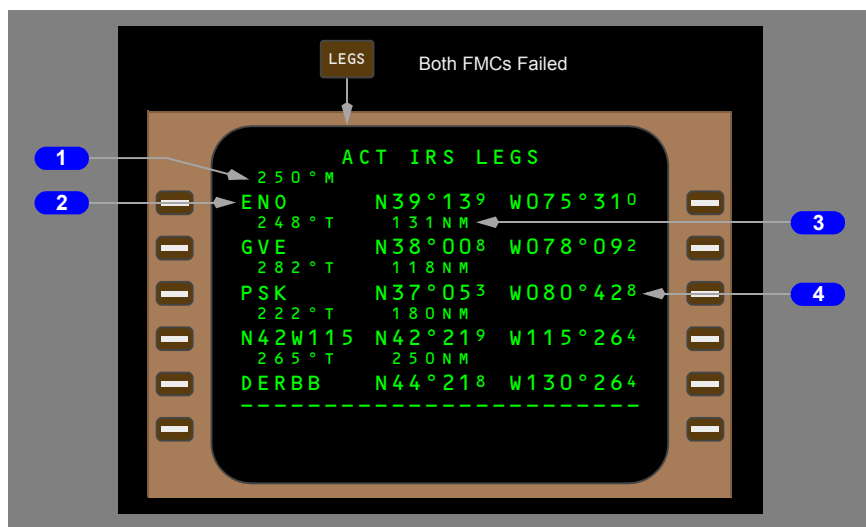 LEGS
Both FMCs Failed
ACT IRS LEGS
1
250°M
2
ENO N39°139 W075°310
248°T 131NM
3
GVE N38°008 W078°092
282°T 118NM
PSK N37°053 W080°428
4
222°T 180NM
N42W115 N42°219 W115°264
265°T 250NM
DERBB N44°218 W130°264
------------------------